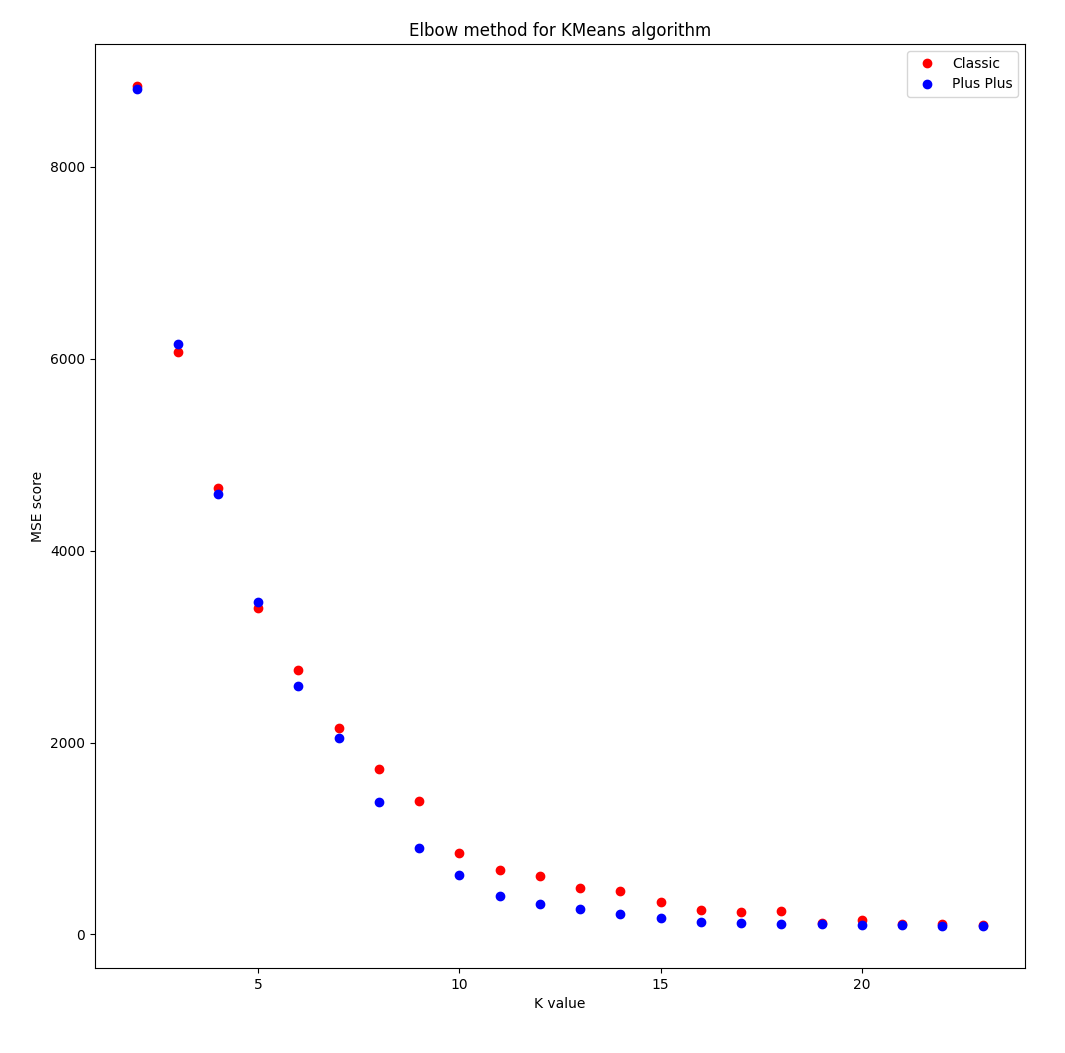 Elbow method for KMeans algorithm
Classic
Plus Plus
8000
6000
4000
2000
0
MSE score
5 10 15 20
K value